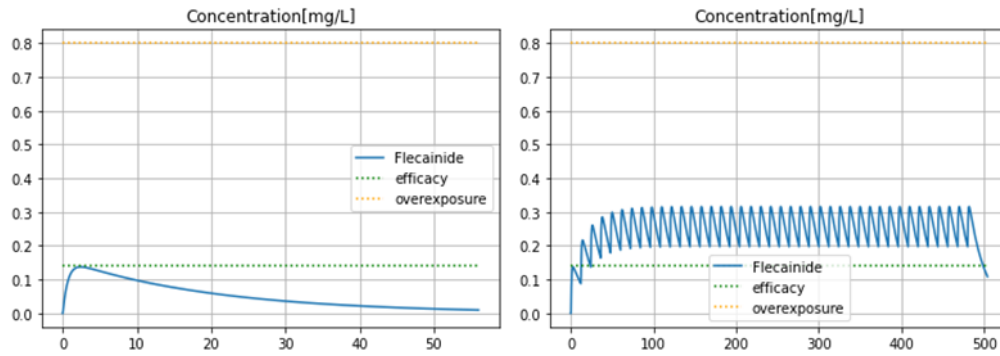 Concentration[mg/L]
0.8
0.7
0.6
0.5
0.4
0.3
0.2
0.1
0.0
0 10 20 30 40 50
Flecainide
efficacy
overexposure
Concentration[mg/L]
0.8
0.7
0.6
0.5
0.4
0.3
0.2
0.1
0.0
0 100 200 300 400 500
Flecainide
efficacy
overexposure